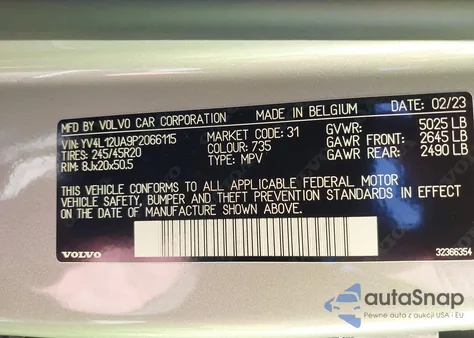 MFD BY VOLVO CAR CORPORATION MADE IN BELGIUM DATE: 02/23
VIN: YV4L12UA9P2066115 MARKET CODE: 31 GVWR: 5025 LB
TIRES: 245/45R20 COLOUR: 735 GAWR FRONT: 2645 LB
RIM: 8Jx20x50.5 TYPE: MPV GAWR REAR: 2490 LB
THIS VEHICLE CONFORMS TO ALL APPLICABLE FEDERAL MOTOR
VEHICLE SAFETY, BUMPER AND THEFT PREVENTION STANDARDS IN EFFECT
ON THE DATE OF MANUFACTURE SHOWN ABOVE.
VOLVO 32366354
autoSnap
Pewne auto z USA i EU